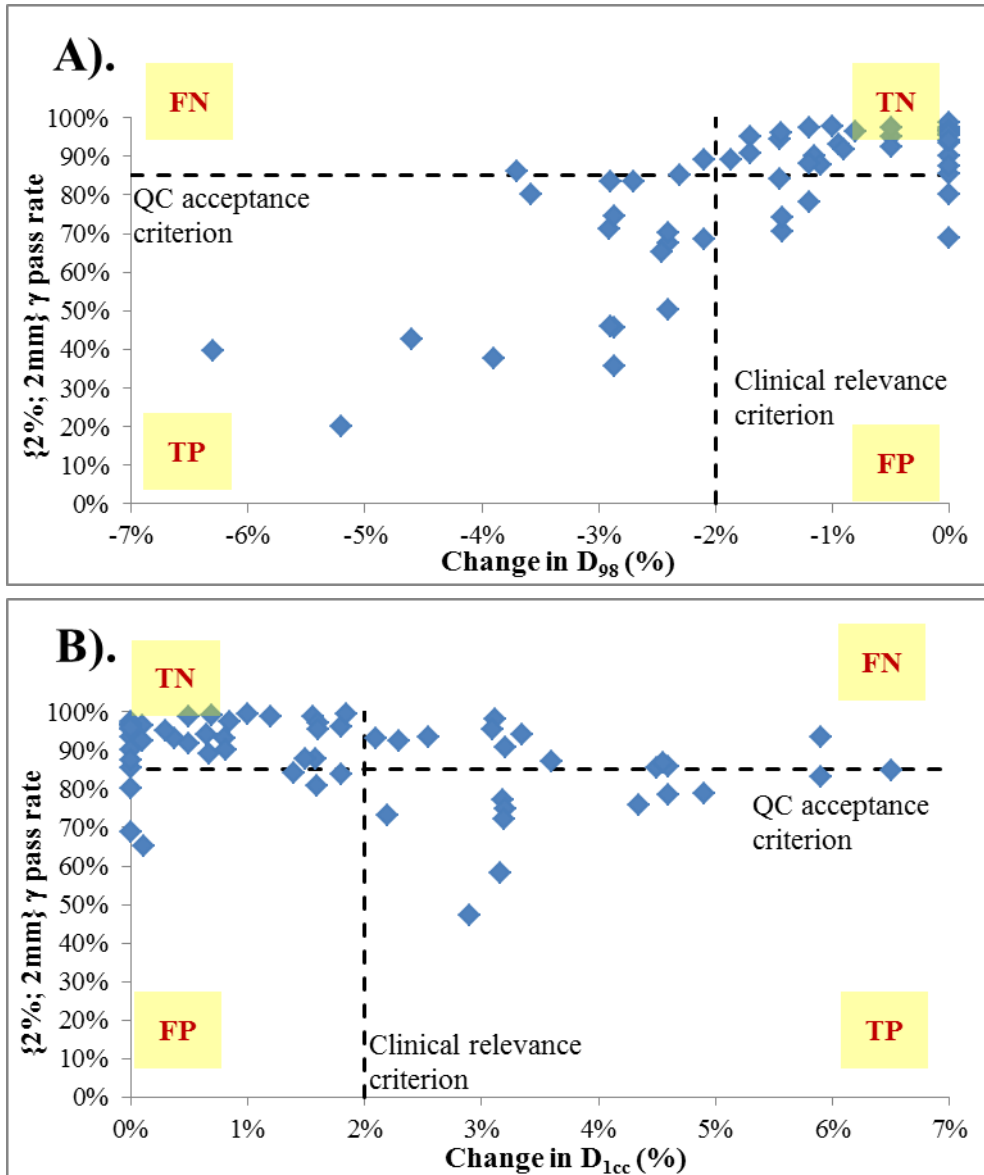 A).
FN
TN
100%
90%
80%
70%
60%
50%
40%
30%
20%
10%
0%
{2%; 2mm} γ pass rate
QC acceptance
criterion
Clinical relevance
criterion
TP
FP
-7%
-6%
-5%
-4%
-3%
-2%
-1%
0%
Change in D98 (%)
B).
TN
FN
100%
90%
80%
70%
60%
50%
40%
30%
20%
10%
0%
{2%; 2mm} γ pass rate
QC acceptance
criterion
FP
TP
Clinical relevance
criterion
0%
1%
2%
3%
4%
5%
6%
7%
Change in D1cc (%)